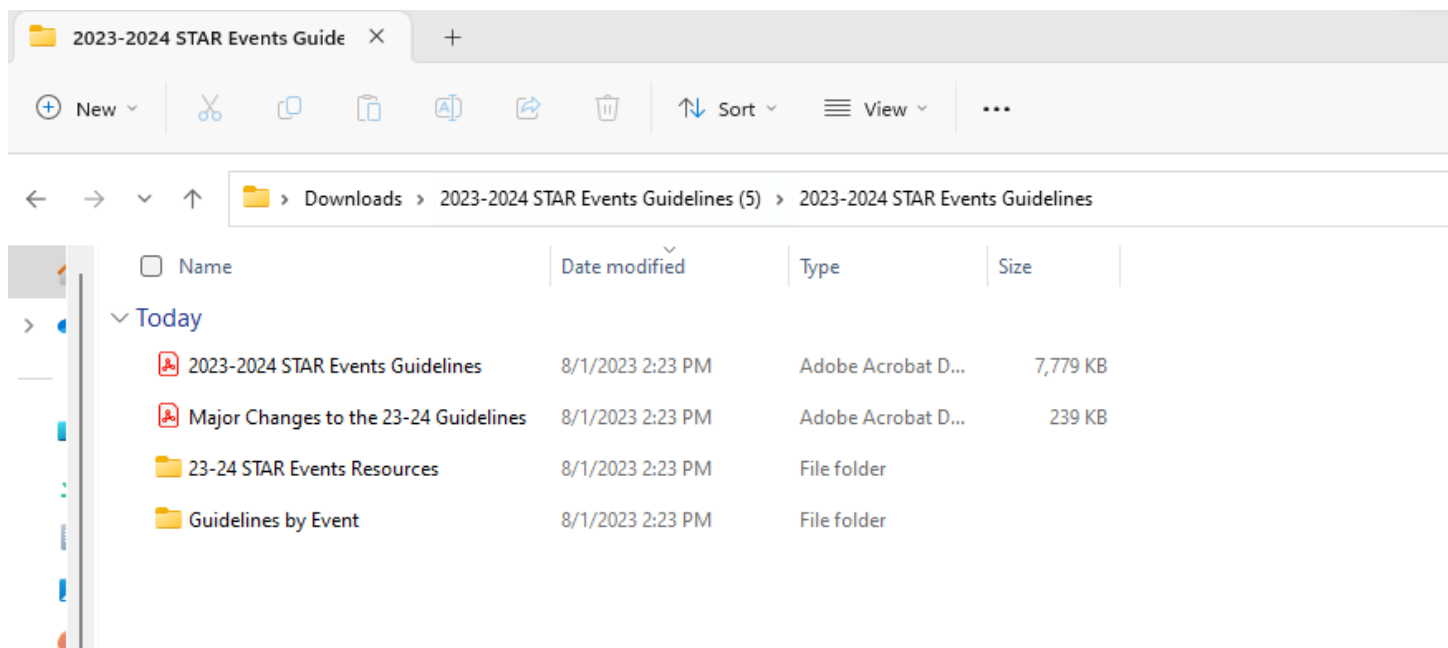 2023-2024 STAR Events Guide
New
Sort
View
Downloads > 2023-2024 STAR Events Guidelines (5) > 2023-2024 STAR Events Guidelines
Name Date modified Type Size
Today
2023-2024 STAR Events Guidelines 8/1/2023 2:23 PM Adobe Acrobat D... 7,779 KB
Major Changes to the 23-24 Guidelines 8/1/2023 2:23 PM Adobe Acrobat D... 239 KB
23-24 STAR Events Resources 8/1/2023 2:23 PM File folder
Guidelines by Event 8/1/2023 2:23 PM File folder